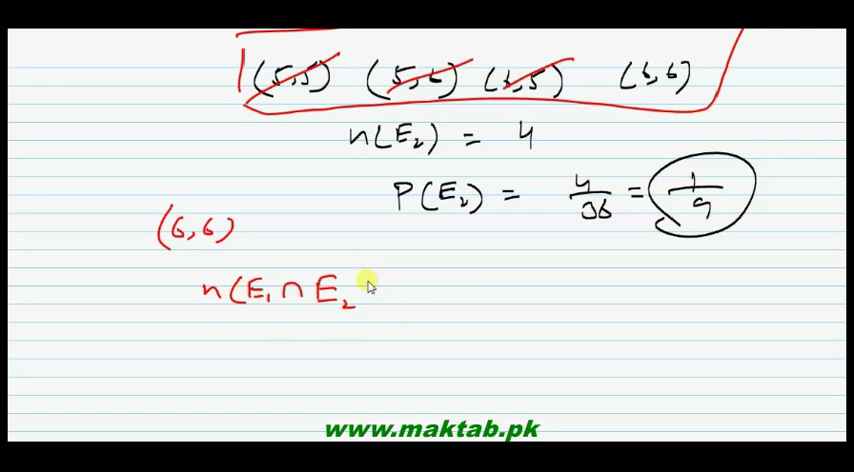 (5,5) (5,6) (6,5) (6,6)
n(E₂) = 4
P(E₂) = 4/36 = 1/9
(6,6)
n(E₁ ∩ E₂
www.maktab.pk